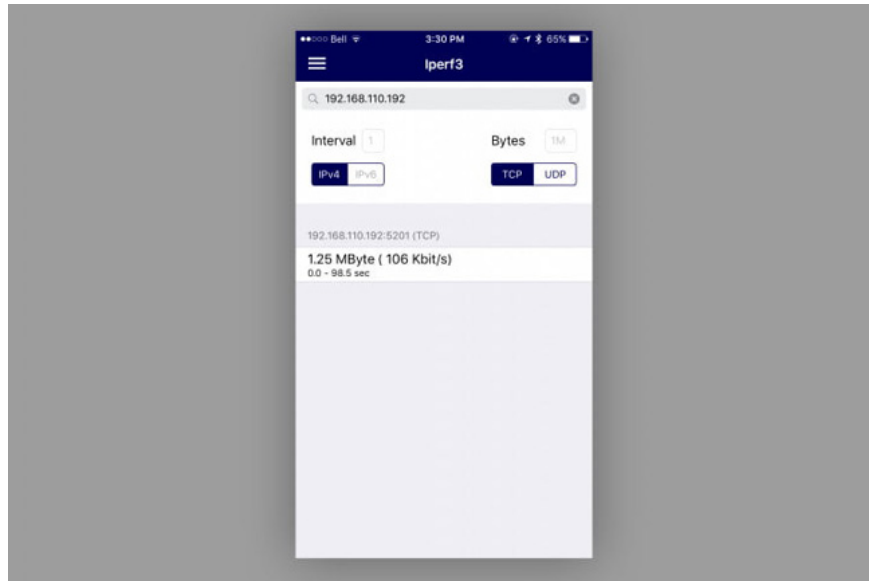 Bell 3:30 PM 65%
Iperf3
192.168.110.192
Interval 1 Bytes 1M
IPv4 IPv6 TCP UDP
192.168.110.192:5201 (TCP)
1.25 MByte ( 106 Kbit/s)
0.0 - 98.5 sec